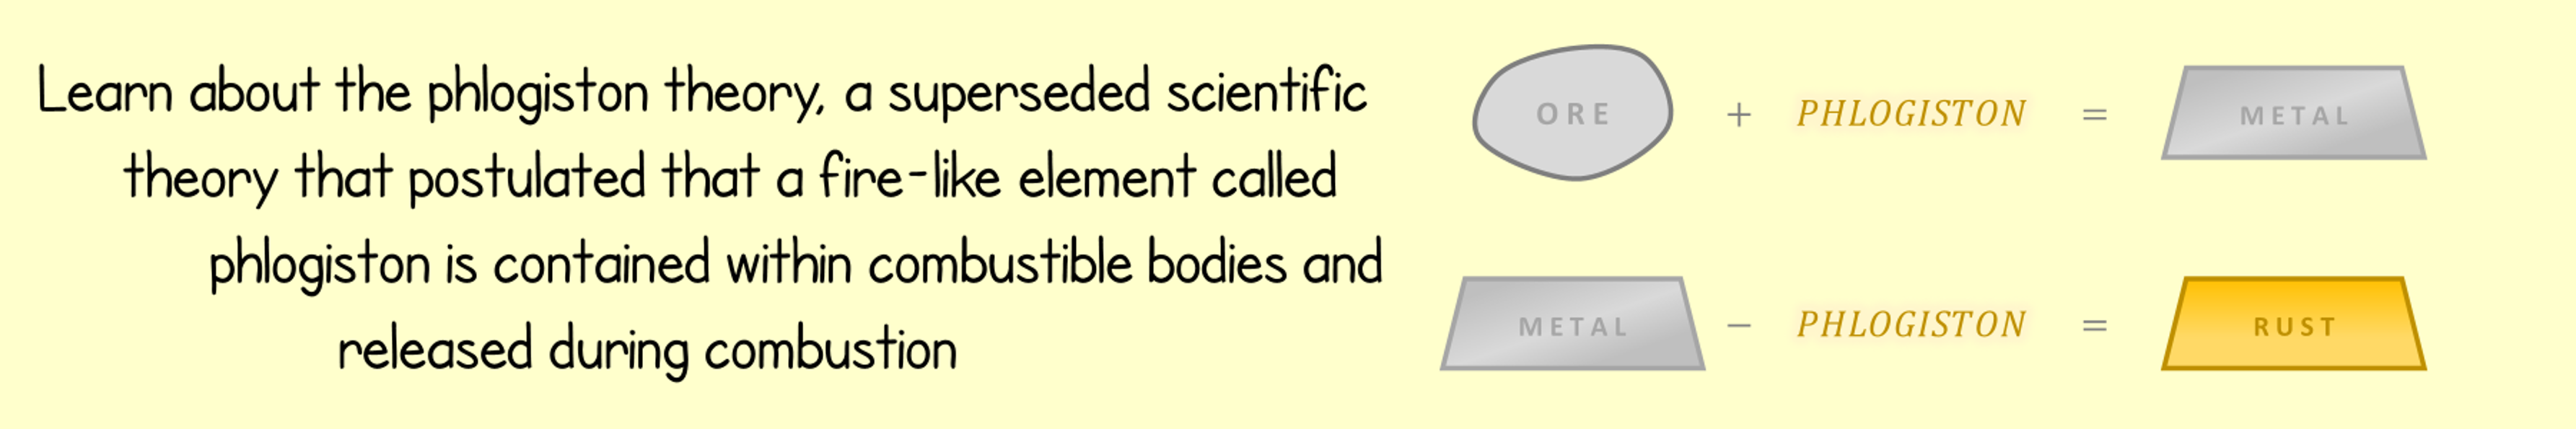 Learn about the phlogiston theory, a superseded scientific
theory that postulated that a fire-like element called
phlogiston is contained within combustible bodies and
released during combustion
ORE + PHLOGISTON = METAL
METAL − PHLOGISTON = RUST